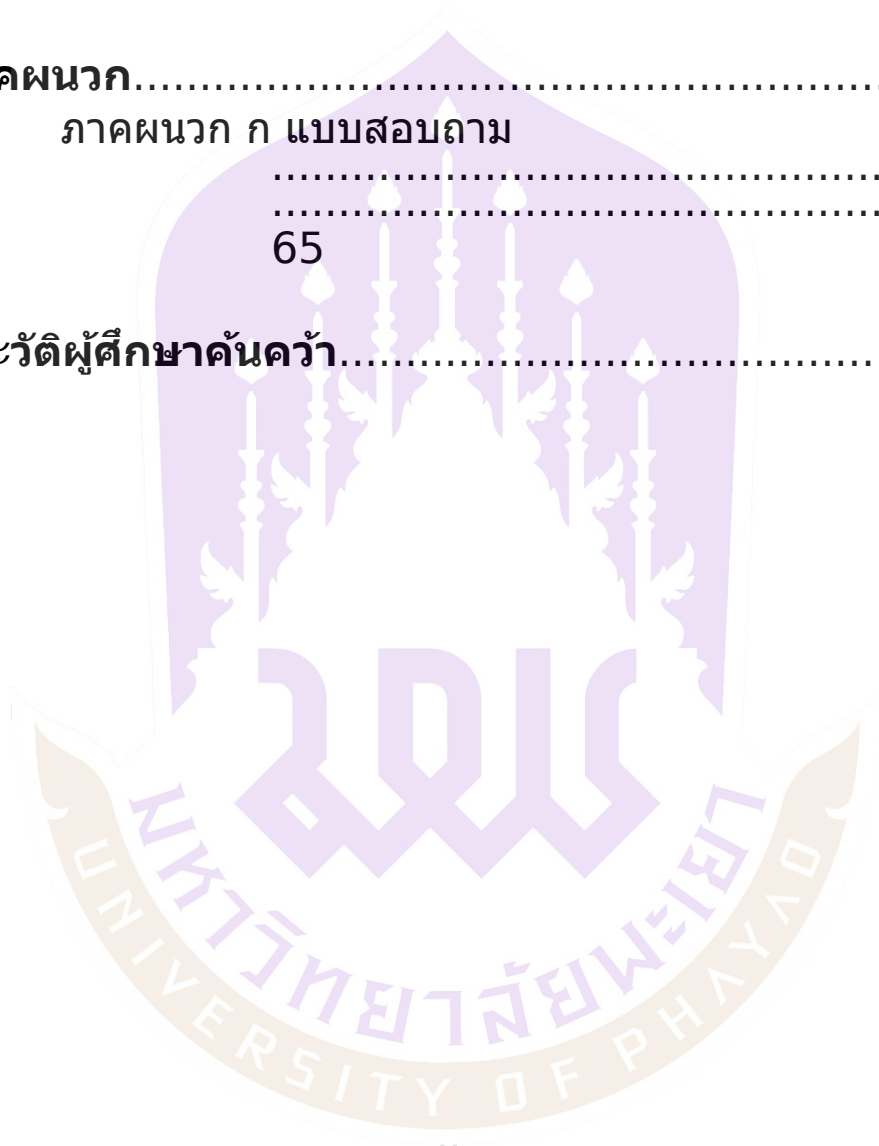 คผนวก........................................................
ภาคผนวก ก แบบสอบถาม
..............................................
..............................................
65
ะวัติผู้ศึกษาค้นคว้า........................................
มหาวิทยาลัยพะเยา
UNIVERSITY OF PHAYAO